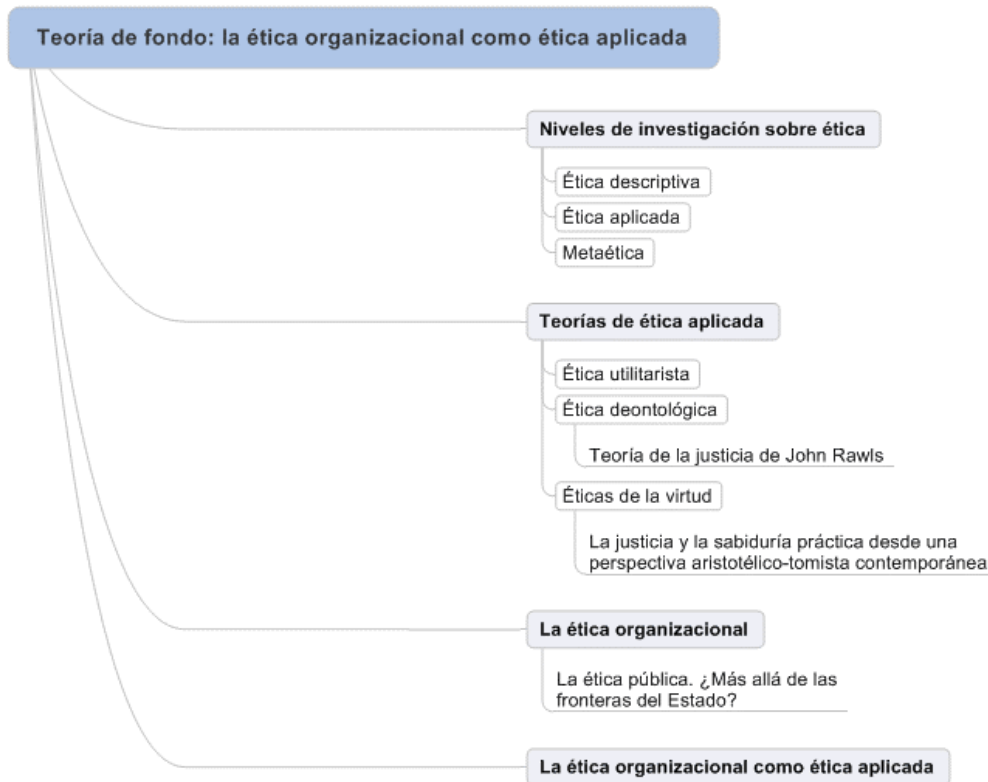 Teoría de fondo: la ética organizacional como ética aplicada
Niveles de investigación sobre ética
Ética descriptiva
Ética aplicada
Metaética
Teorías de ética aplicada
Ética utilitarista
Ética deontológica
Teoría de la justicia de John Rawls
Éticas de la virtud
La justicia y la sabiduría práctica desde una
perspectiva aristotélico-tomista contemporánea
La ética organizacional
La ética pública. ¿Más allá de las
fronteras del Estado?
La ética organizacional como ética aplicada